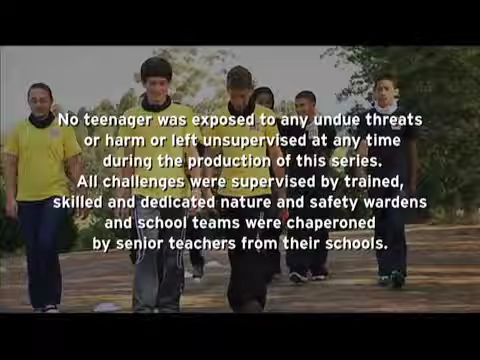 No teenager was exposed to any undue threats
or harm or left unsupervised at any time
during the production of this series.
All challenges were supervised by trained,
skilled and dedicated nature and safety wardens
and school teams were chaperoned
by senior teachers from their schools.